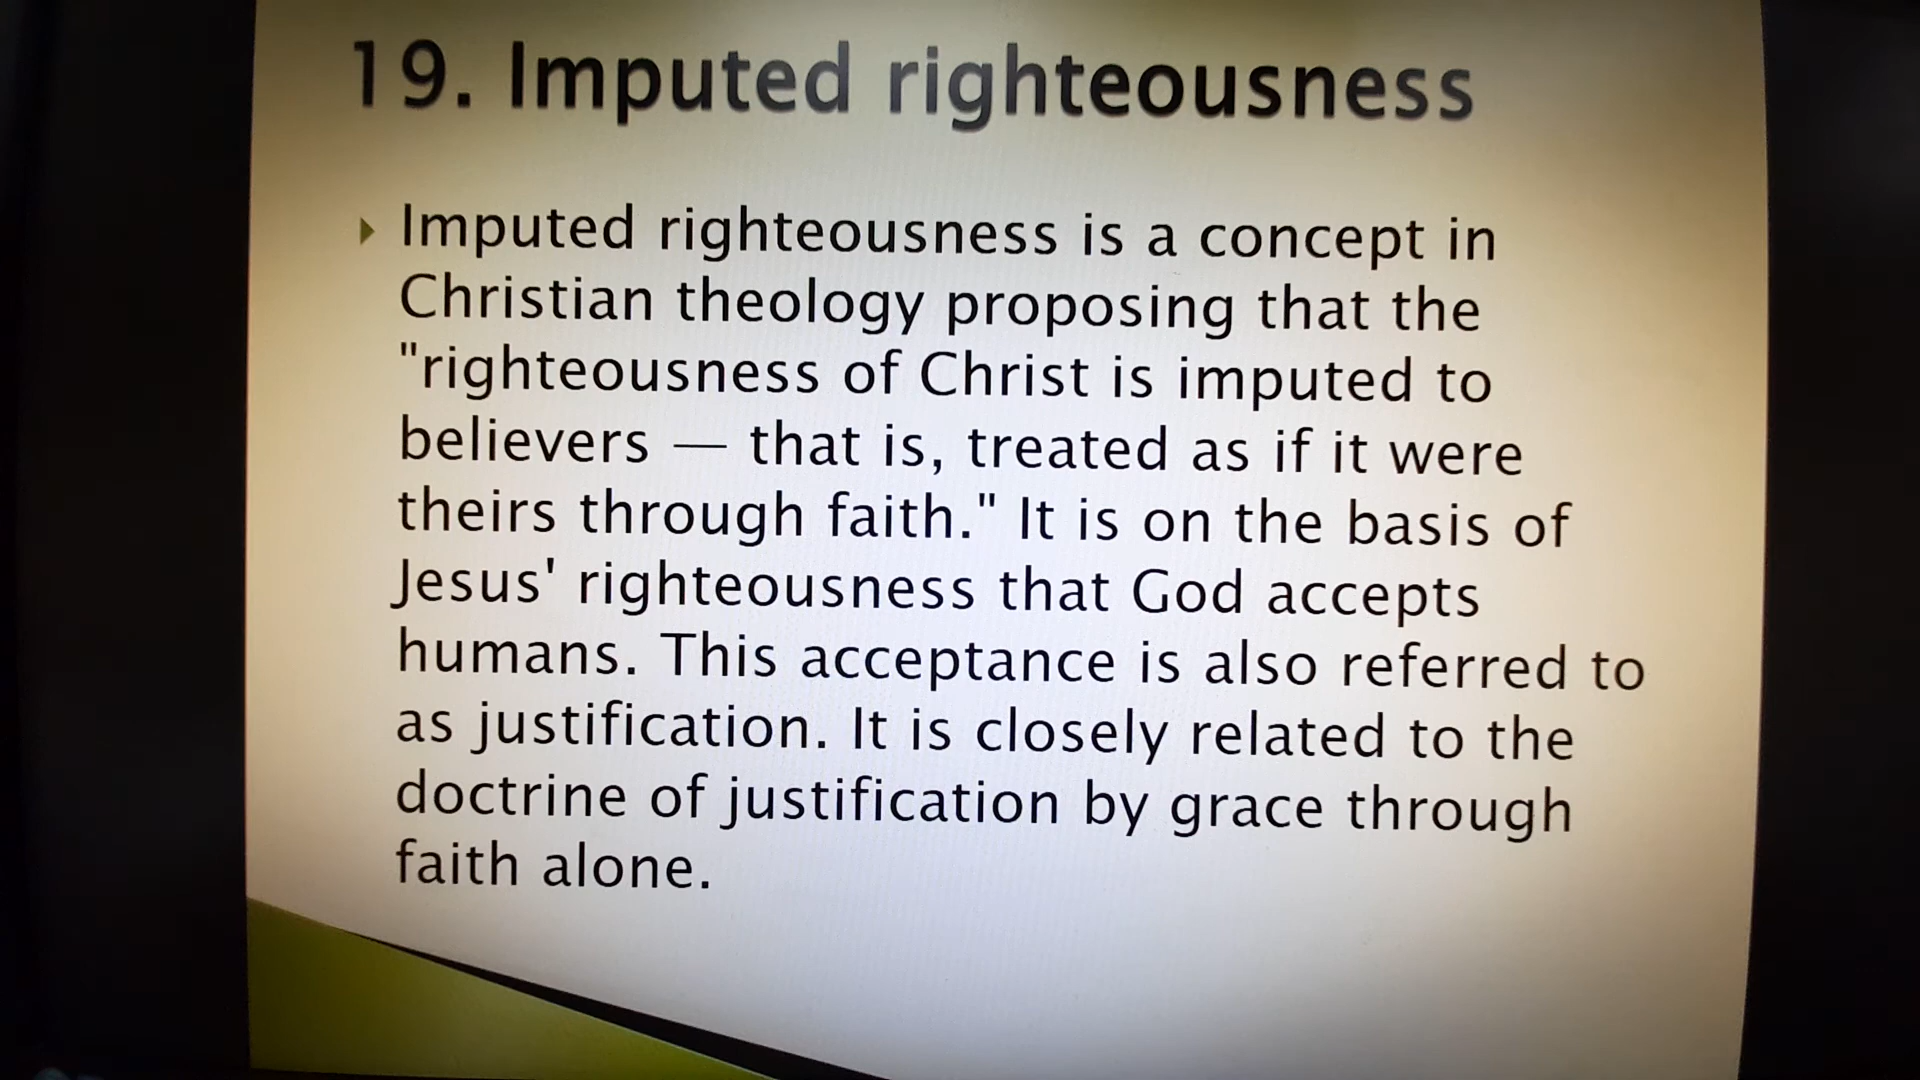 19. Imputed righteousness
Imputed righteousness is a concept in
Christian theology proposing that the
"righteousness of Christ is imputed to
believers — that is, treated as if it were
theirs through faith." It is on the basis of
Jesus' righteousness that God accepts
humans. This acceptance is also referred to
as justification. It is closely related to the
doctrine of justification by grace through
faith alone.